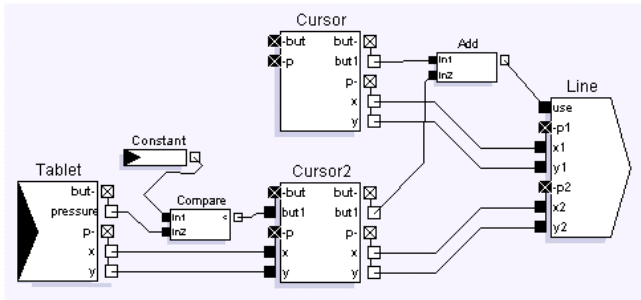 Cursor
but-
but-
-p
but1
p-
x
y
Add
In1
In2
Line
use
-p1
x1
y1
-p2
x2
y2
Constant
Tablet
but-
pressure
p-
x
y
Compare
In1
<
In2
Cursor2
-but
but-
but1
but1
-p
p-
x
x
y
y